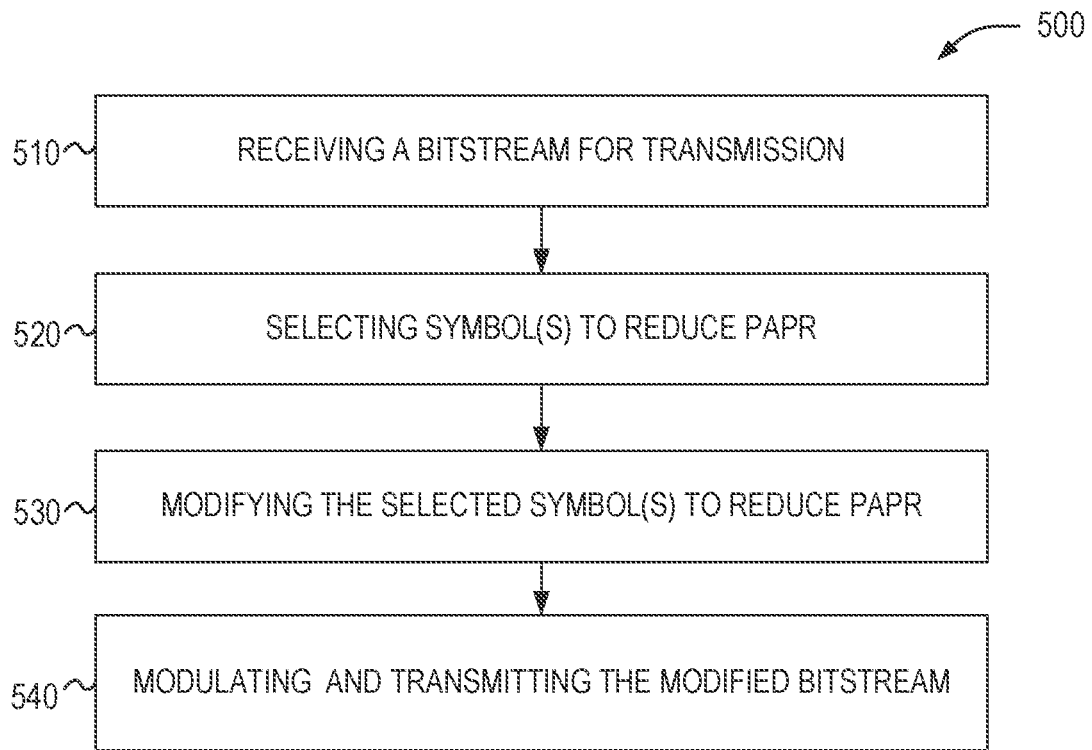 500
510 RECEIVING A BITSTREAM FOR TRANSMISSION
520 SELECTING SYMBOL(S) TO REDUCE PAPR
530 MODIFYING THE SELECTED SYMBOL(S) TO REDUCE PAPR
540 MODULATING AND TRANSMITTING THE MODIFIED BITSTREAM